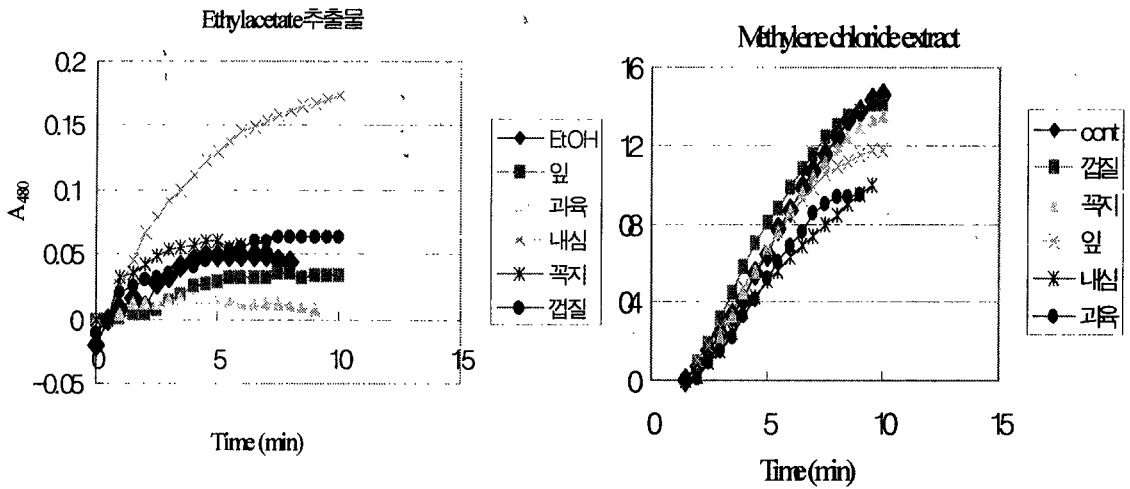 Ethylacetate추출물
0.2
0.15
0.1
0.05
0
-0.05
A480
0
5
10
15
Time (min)
EtOH
잎
과육
내심
꼭지
껍질
Methylene chloride extract
16
12
08
04
0
0
5
10
15
Time (min)
cont
껍질
꼭지
잎
내심
과육